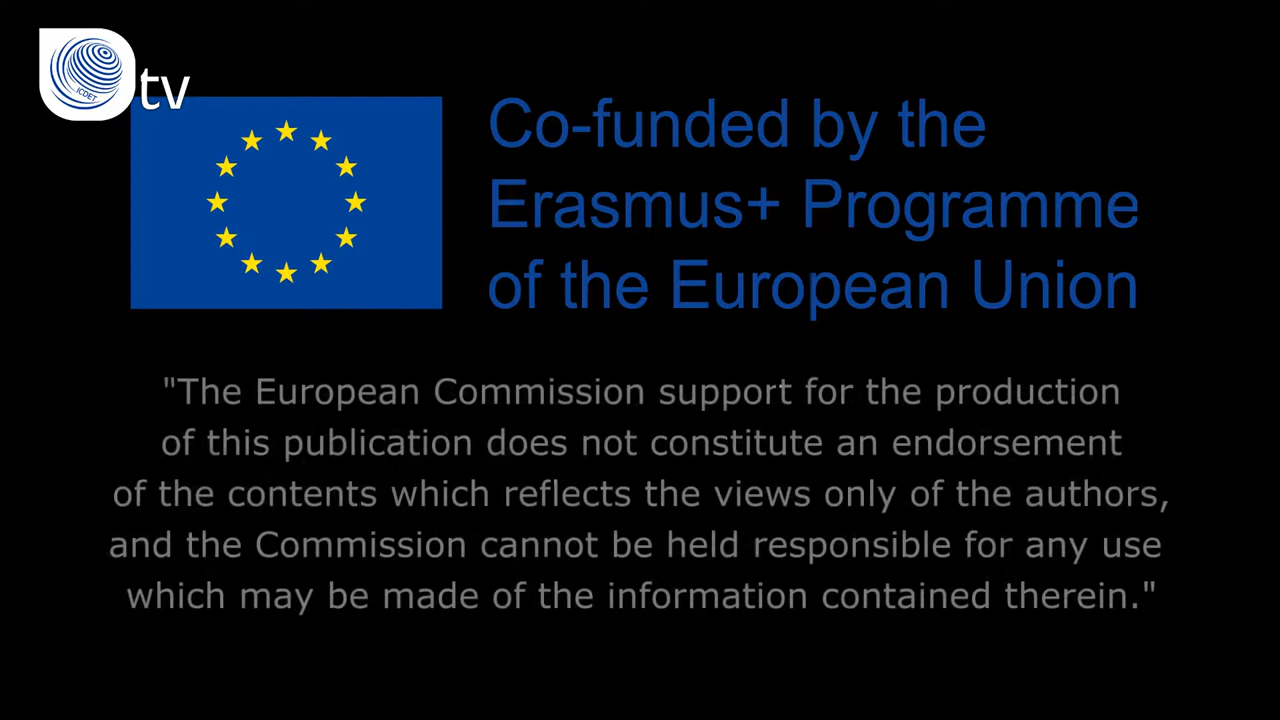 ICDET
tv
Co-funded by the
Erasmus+ Programme
of the European Union
"The European Commission support for the production
of this publication does not constitute an endorsement
of the contents which reflects the views only of the authors,
and the Commission cannot be held responsible for any use
which may be made of the information contained therein."